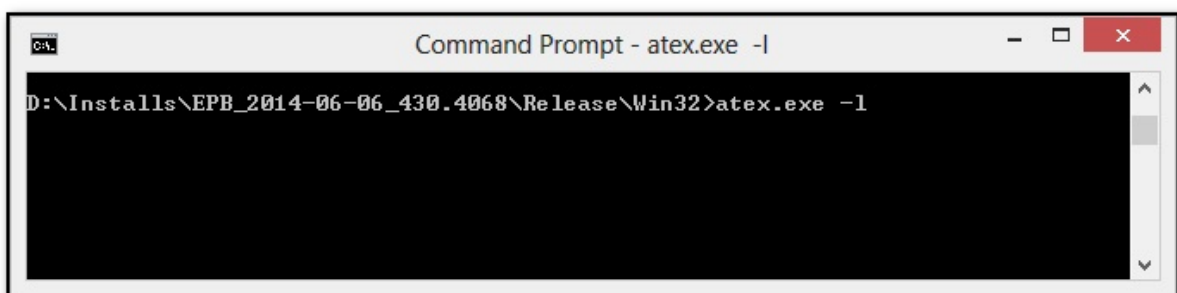 C:\.
Command Prompt - atex.exe -l
D:\Installs\EPB_2014-06-06_430.4068\Release\Win32>atex.exe -l